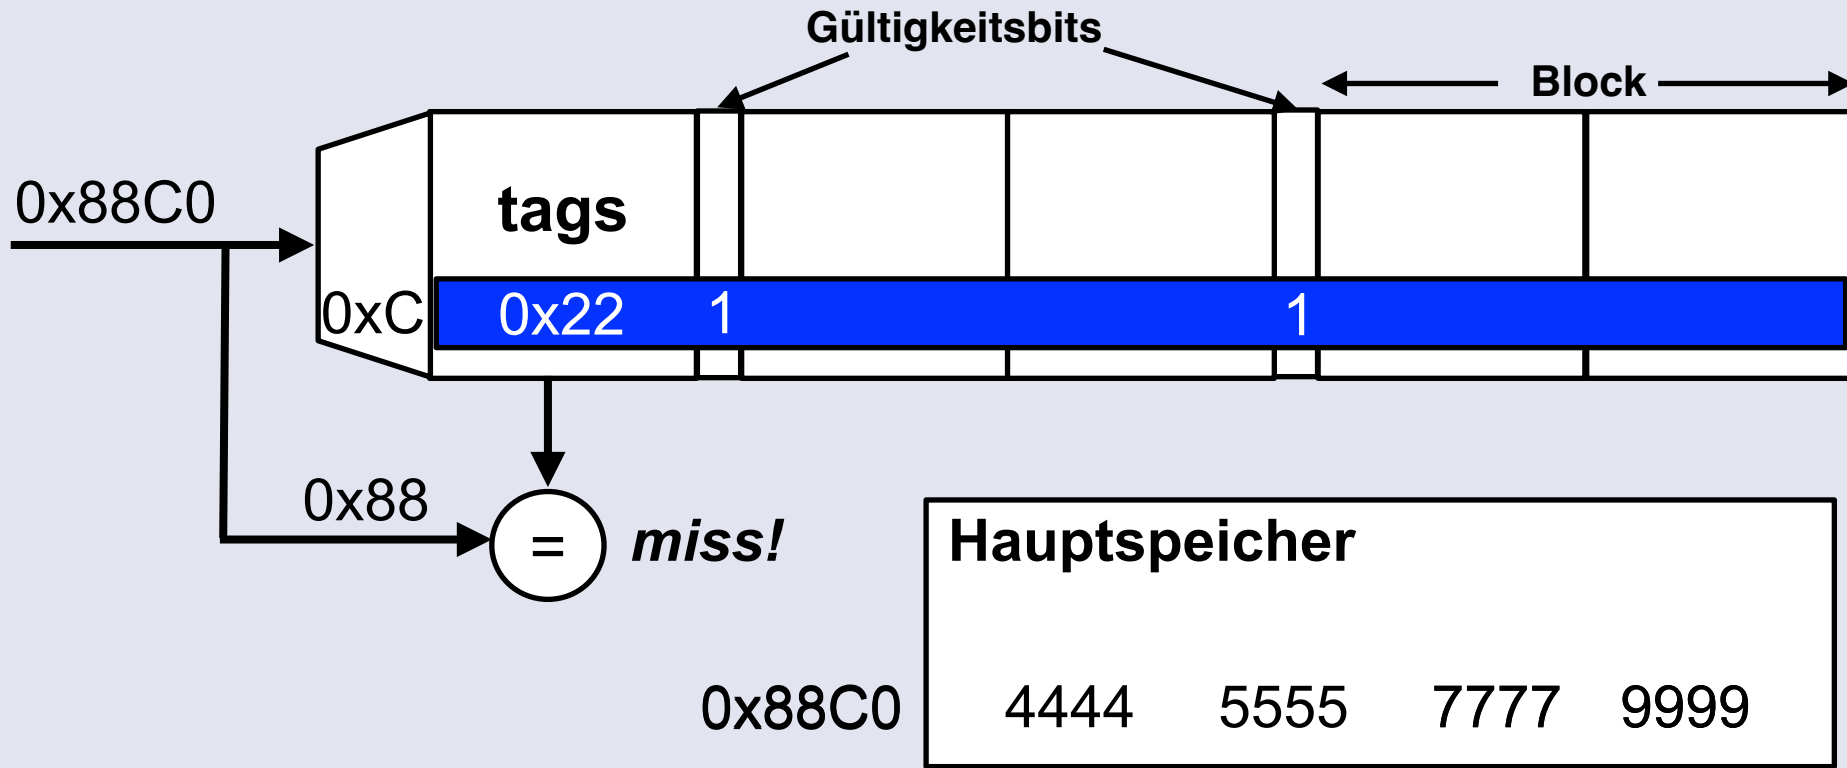 Gültigkeitsbits
Block
0x88C0
tags
0xC 0x22 1 1
0x88
= miss!
Hauptspeicher
0x88C0 4444 5555 7777 9999